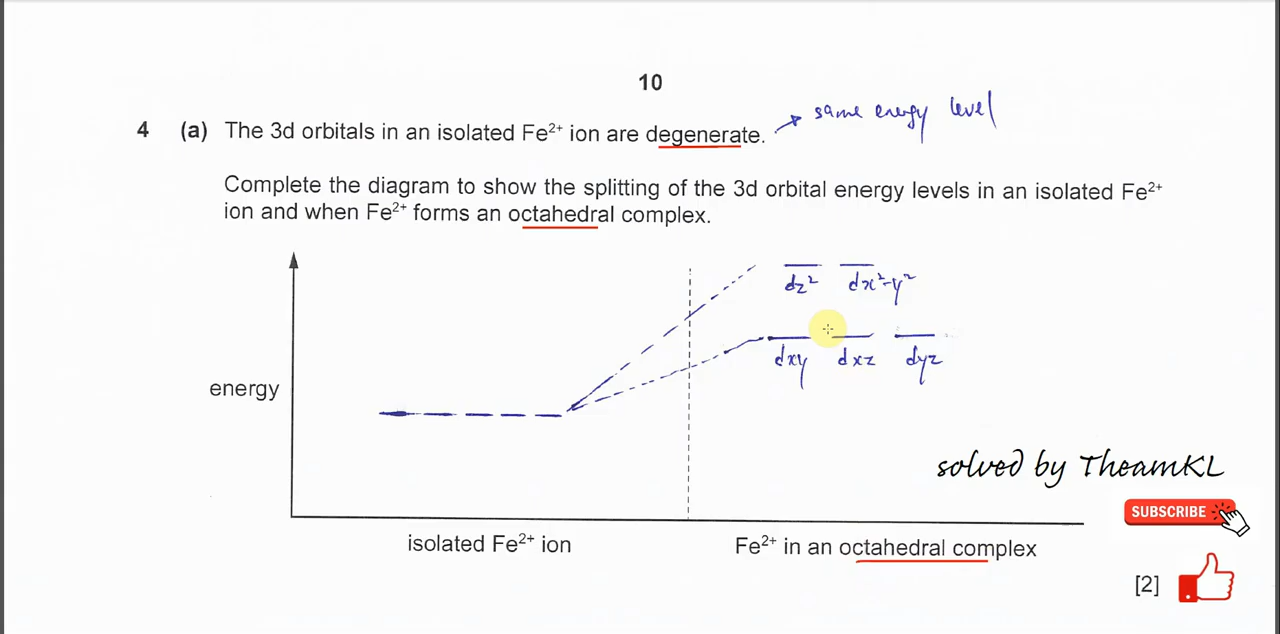 10
same energy level
4 (a) The 3d orbitals in an isolated Fe²⁺ ion are degenerate.
Complete the diagram to show the splitting of the 3d orbital energy levels in an isolated Fe²⁺
ion and when Fe²⁺ forms an octahedral complex.
dz² dx²-y²
dxy dxz dyz
energy
solved by TheamKL
SUBSCRIBE
isolated Fe²⁺ ion
Fe²⁺ in an octahedral complex
[2]